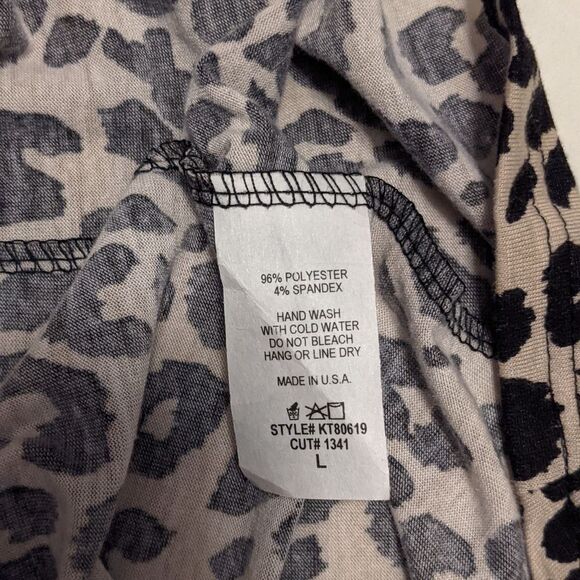 96% POLYESTER
4% SPANDEX
HAND WASH
WITH COLD WATER
DO NOT BLEACH
HANG OR LINE DRY
MADE IN U.S.A.
STYLE# KT80619
CUT# 1341
L